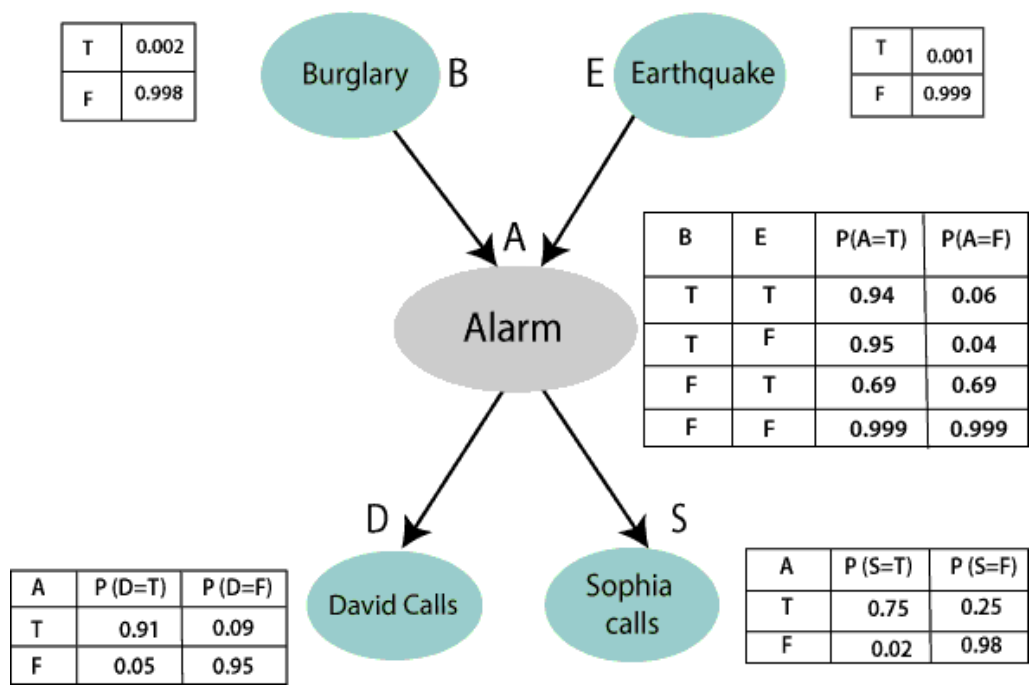 T 0.002
F 0.998
Burglary B
E Earthquake
T 0.001
F 0.999
A
Alarm
B E P(A=T) P(A=F)
T T 0.94 0.06
T F 0.95 0.04
F T 0.69 0.69
F F 0.999 0.999
D
S
A P (D=T) P (D=F)
T 0.91 0.09
F 0.05 0.95
David Calls
Sophia
calls
A P (S=T) P (S=F)
T 0.75 0.25
F 0.02 0.98